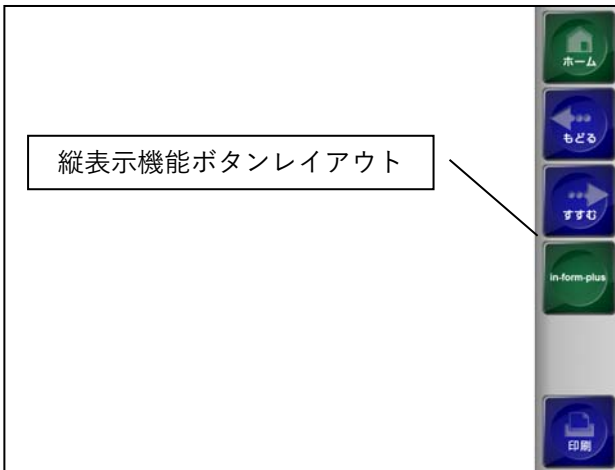 ホーム
もどる
縦表示機能ボタンレイアウト
すすむ
in-form-plus
印刷